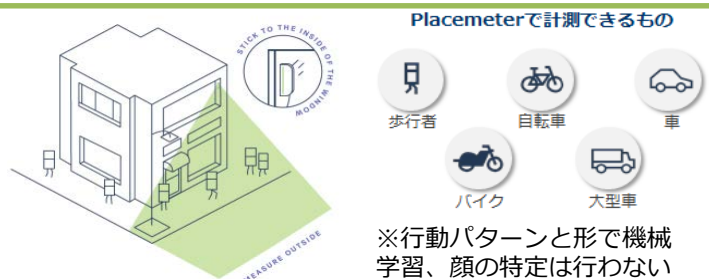 STICK TO THE INSIDE OF THE WINDOW
MEASURE OUTSIDE
Placemeterで計測できるもの
歩行者
自転車
車
バイク
大型車
※行動パターンと形で機械
学習、顔の特定は行わない